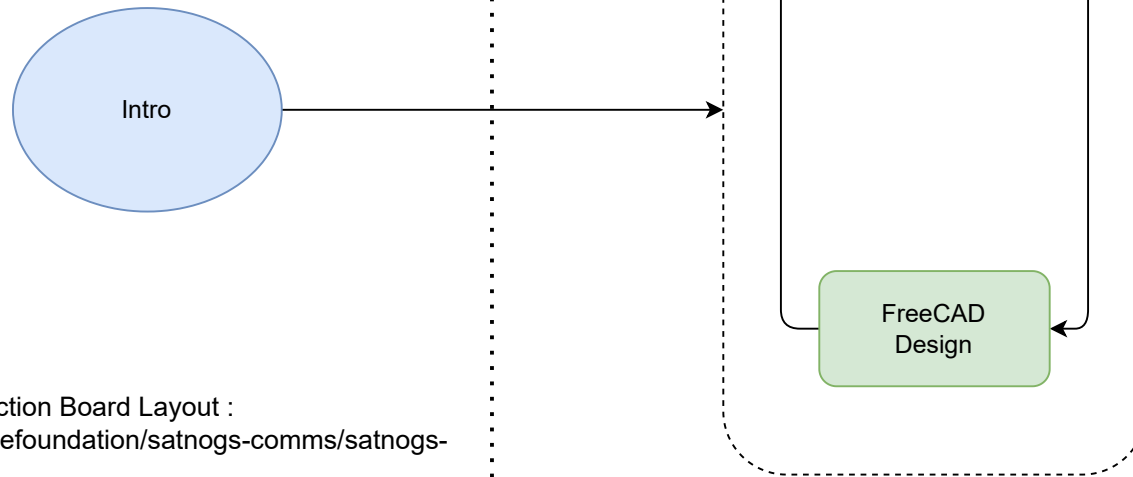 Intro
FreeCAD
Design
ction Board Layout :
efoundation/satnogs-comms/satnogs-